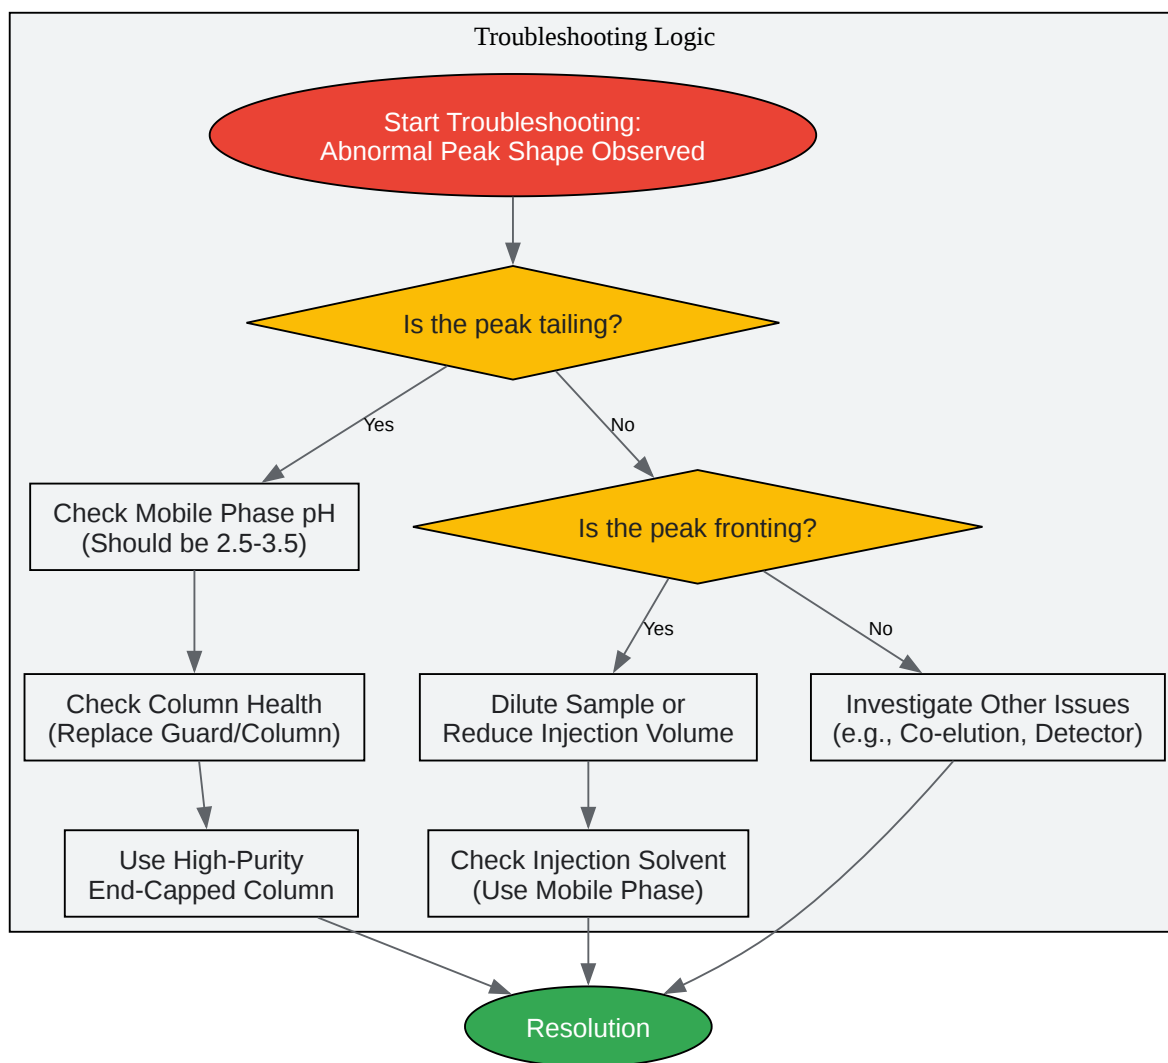 Troubleshooting Logic
Start Troubleshooting:
Abnormal Peak Shape Observed
Is the peak tailing?
Yes
No
Check Mobile Phase pH
(Should be 2.5-3.5)
Is the peak fronting?
Yes
No
Check Column Health
(Replace Guard/Column)
Dilute Sample or
Reduce Injection Volume
Investigate Other Issues
(e.g., Co-elution, Detector)
Use High-Purity
End-Capped Column
Check Injection Solvent
(Use Mobile Phase)
Resolution